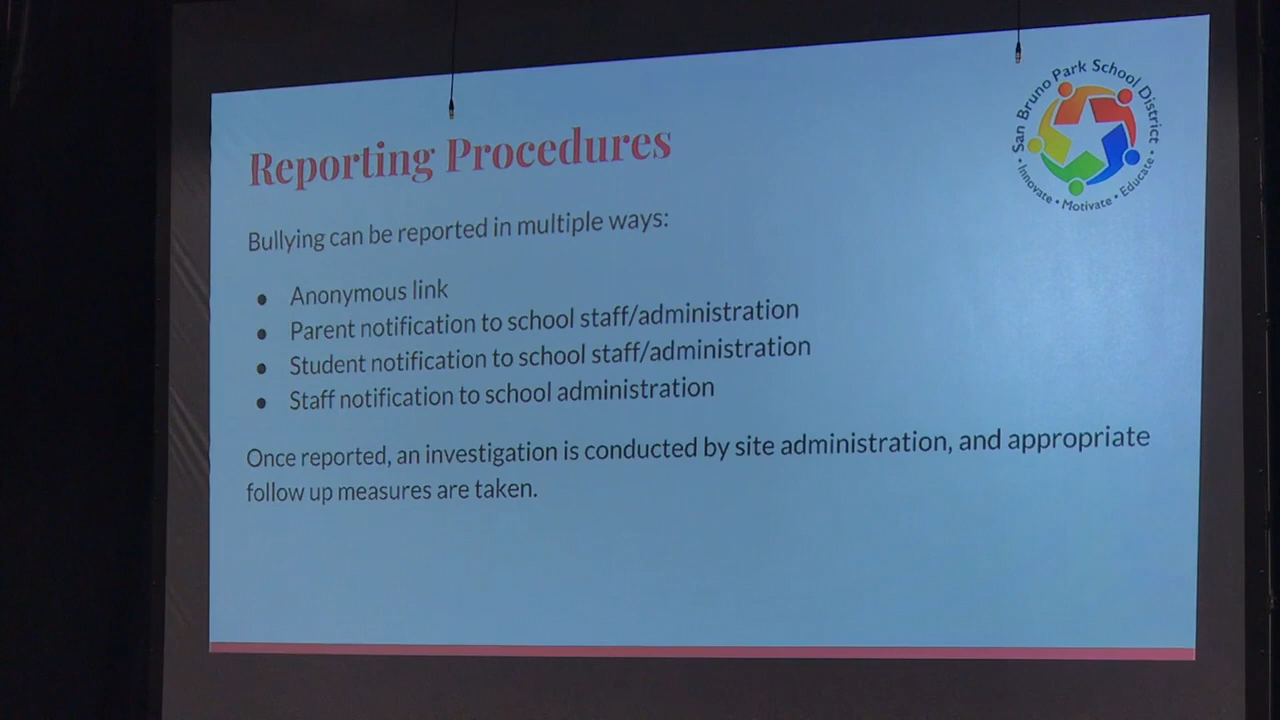 San Bruno Park School District
• Innovate • Motivate • Educate •
Reporting Procedures
Bullying can be reported in multiple ways:
● Anonymous link
● Parent notification to school staff/administration
● Student notification to school staff/administration
● Staff notification to school administration
Once reported, an investigation is conducted by site administration, and appropriate
follow up measures are taken.